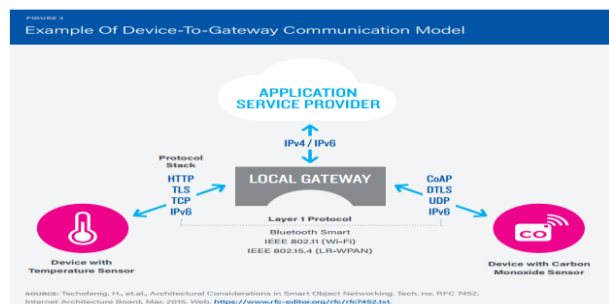 FIGURE 3
Example Of Device-To-Gateway Communication Model
APPLICATION
SERVICE PROVIDER
IPv4 / IPv6
Protocol
Stack
HTTP
TLS
TCP
IPv6
LOCAL GATEWAY
CoAP
DTLS
UDP
IPv6
Layer 1 Protocol
Bluetooth Smart
IEEE 802.11 (Wi-Fi)
IEEE 802.15.4 (LR-WPAN)
CO
Device with
Temperature Sensor
Device with Carbon
Monoxide Sensor
SOURCE: Tschofenig, H., et.al., Architectural Considerations in Smart Object Networking. Tech. no. RFC 7452.
Internet Architecture Board, Mar. 2015. Web. https://www.rfc-editor.org/rfc/rfc7452.txt.